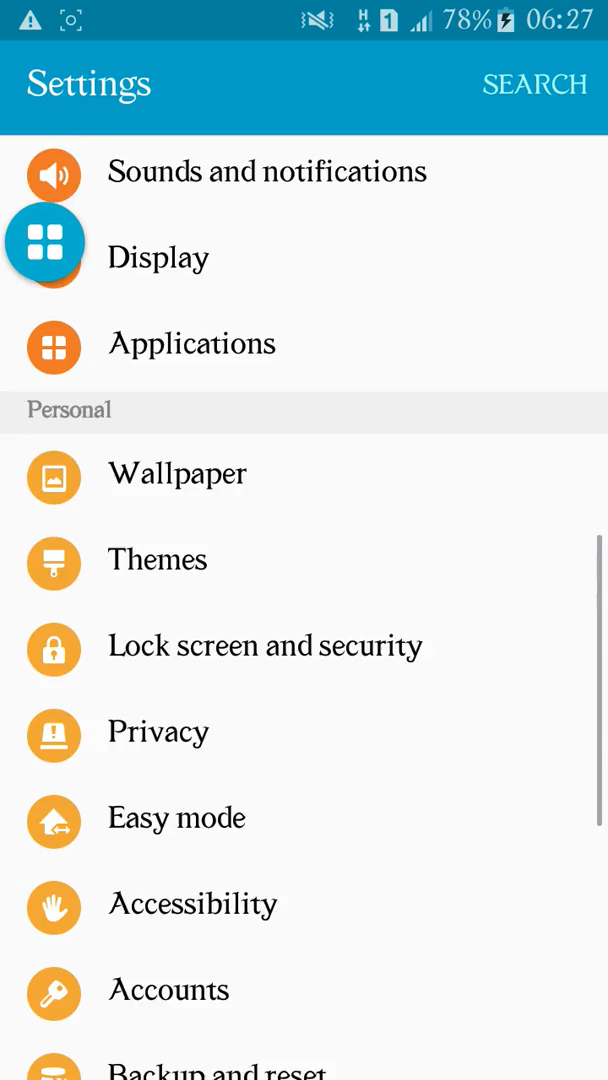 H 1 78% 06:27
Settings SEARCH
Sounds and notifications
Display
Applications
Personal
Wallpaper
Themes
Lock screen and security
Privacy
Easy mode
Accessibility
Accounts
Backup and reset